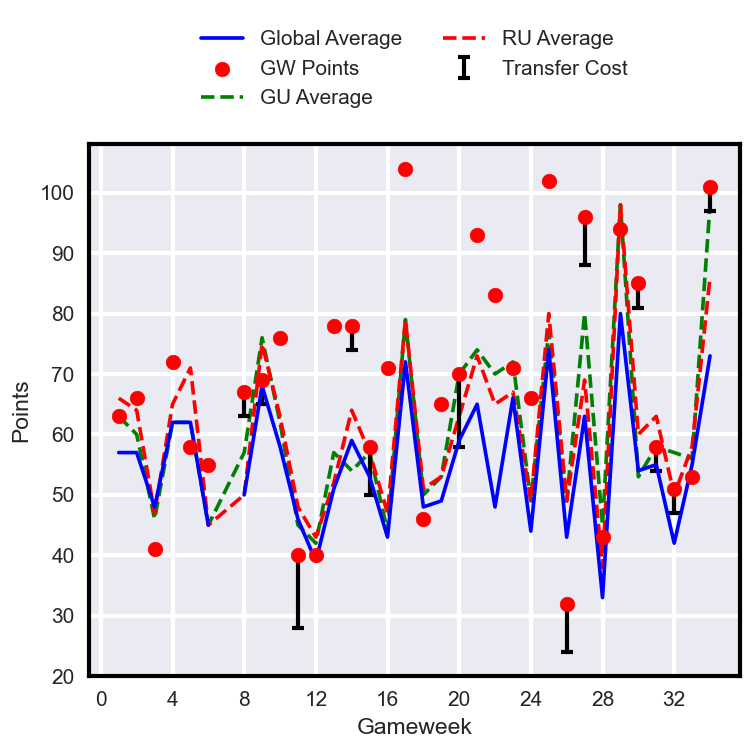 Global Average
GW Points
GU Average
RU Average
Transfer Cost
Points
100
90
80
70
60
50
40
30
20
0 4 8 12 16 20 24 28 32
Gameweek